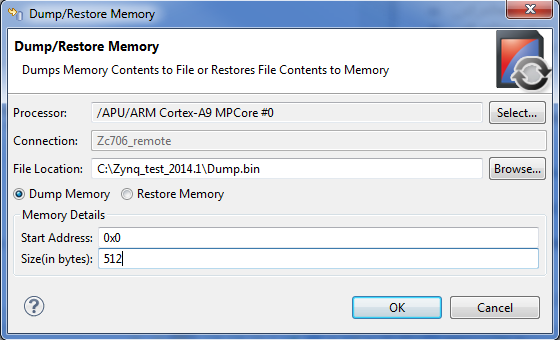 Dump/Restore Memory
Dump/Restore Memory
Dumps Memory Contents to File or Restores File Contents to Memory
Processor: /APU/ARM Cortex-A9 MPCore #0 Select...
Connection: Zc706_remote
File Location: C:\Zynq_test_2014.1\Dump.bin Browse...
Dump Memory Restore Memory
Memory Details
Start Address: 0x0
Size(in bytes): 512
? OK Cancel